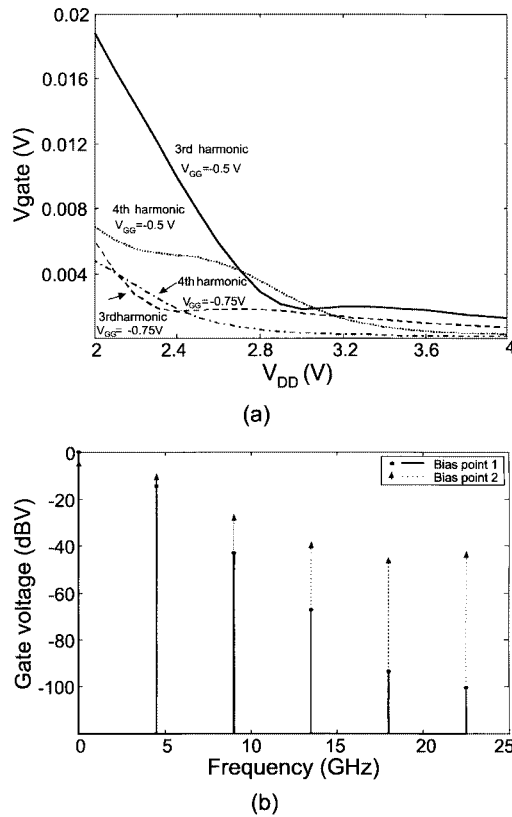 0.02
0.016
0.012
0.008
0.004
Vgate (V)
3rd harmonic
VGG=-0.5 V
4th harmonic
VGG=-0.5 V
4th harmonic
VGG=-0.75V
3rdharmonic
VGG= -0.75V
2 2.4 2.8 3.2 3.6 4
VDD (V)
(a)
0
-20
-40
-60
-80
-100
Gate voltage (dBV)
Bias point 1
Bias point 2
0 5 10 15 20 25
Frequency (GHz)
(b)